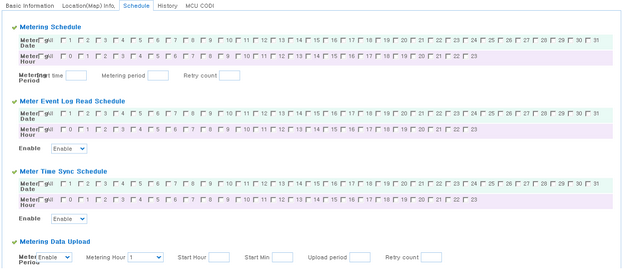 Basic Information Location(Map) Info. Schedule History MCU CODI
Metering Schedule
Metering Date All 1 2 3 4 5 6 7 8 9 10 11 12 13 14 15 16 17 18 19 20 21 22 23 24 25 26 27 28 29 30 31
Metering Hour All 0 1 2 3 4 5 6 7 8 9 10 11 12 13 14 15 16 17 18 19 20 21 22 23
Metering Period time Metering period Retry count
Meter Event Log Read Schedule
Metering Date All 1 2 3 4 5 6 7 8 9 10 11 12 13 14 15 16 17 18 19 20 21 22 23 24 25 26 27 28 29 30 31
Metering Hour All 0 1 2 3 4 5 6 7 8 9 10 11 12 13 14 15 16 17 18 19 20 21 22 23
Enable Enable
Meter Time Sync Schedule
Metering Date All 1 2 3 4 5 6 7 8 9 10 11 12 13 14 15 16 17 18 19 20 21 22 23 24 25 26 27 28 29 30 31
Metering Hour All 0 1 2 3 4 5 6 7 8 9 10 11 12 13 14 15 16 17 18 19 20 21 22 23
Enable Enable
Metering Data Upload
Metering Period Enable Metering Hour 1 Start Hour Start Min Upload period Retry count